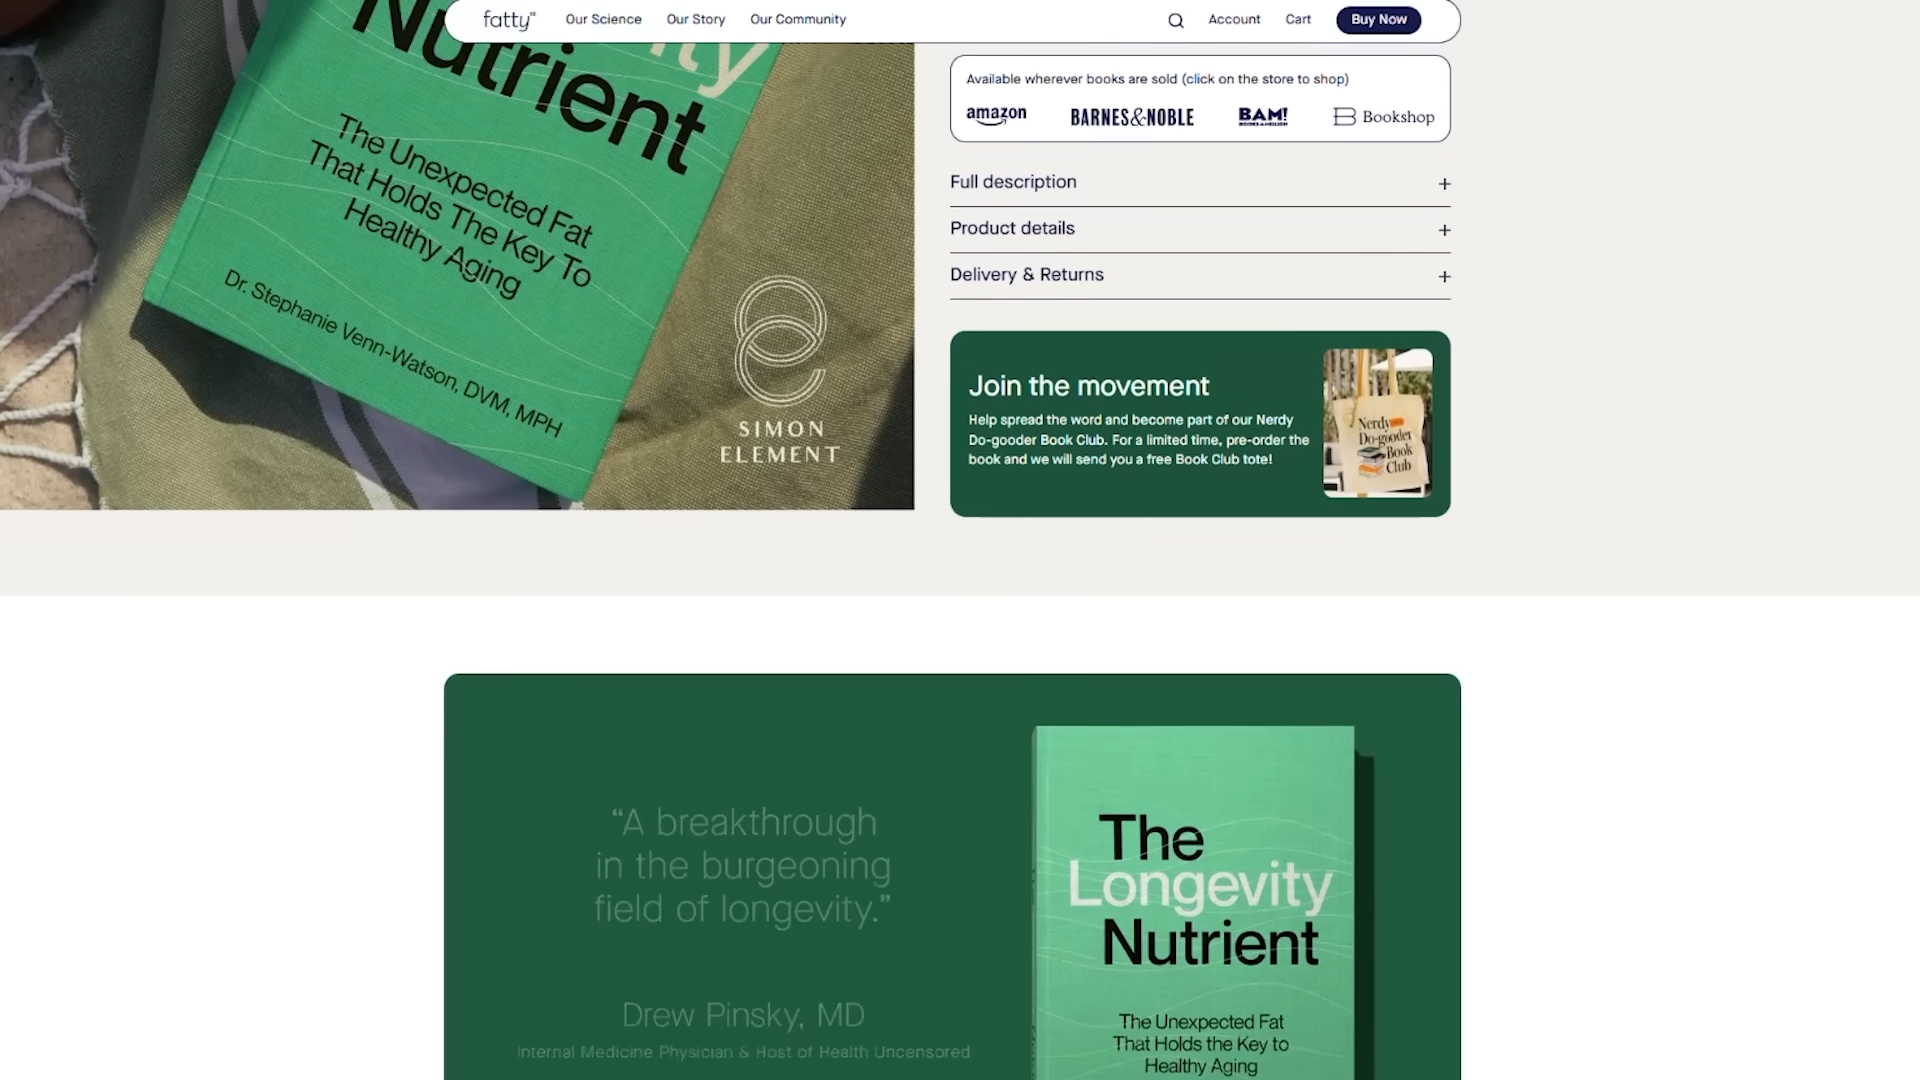 fatty15
Our Science
Our Story
Our Community
Account
Cart
Buy Now
Nutrient
The Unexpected Fat
That Holds The Key To
Healthy Aging
Dr. Stephanie Venn-Watson, DVM, MPH
SIMON
ELEMENT
Available wherever books are sold (click on the store to shop)
amazon
BARNES&NOBLE
BAM!
Bookshop
Full description
Product details
Delivery & Returns
Join the movement
Help spread the word and become part of our Nerdy
Do-gooder Book Club. For a limited time, pre-order the
book and we will send you a free Book Club tote!
Nerdy
Do-gooder
Book
Club
“A breakthrough
in the burgeoning
field of longevity.”
Drew Pinsky, MD
Internal Medicine Physician & Host of Health Uncensored
The
Longevity
Nutrient
The Unexpected Fat
That Holds the Key to
Healthy Aging